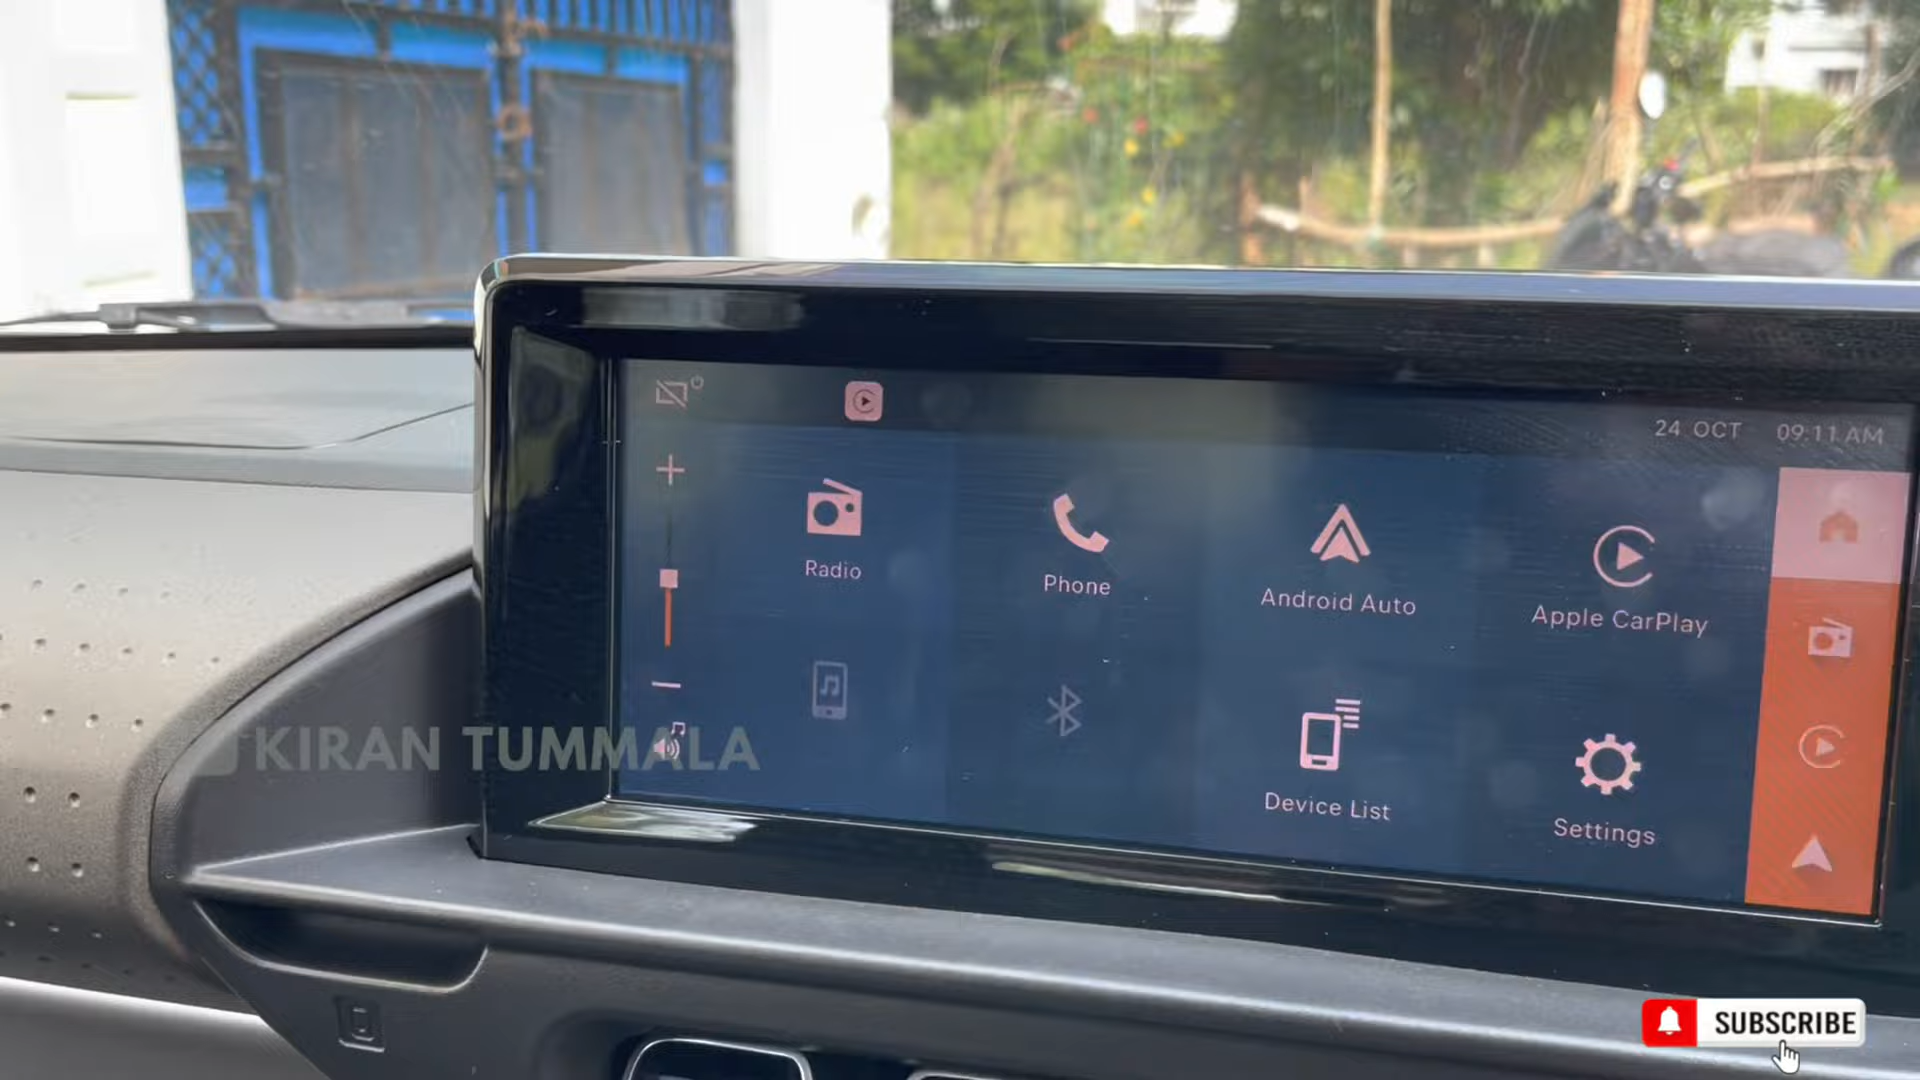 24 OCT 09:11 AM
Radio
Phone
Android Auto
Apple CarPlay
Device List
Settings
KIRAN TUMMALA
SUBSCRIBE